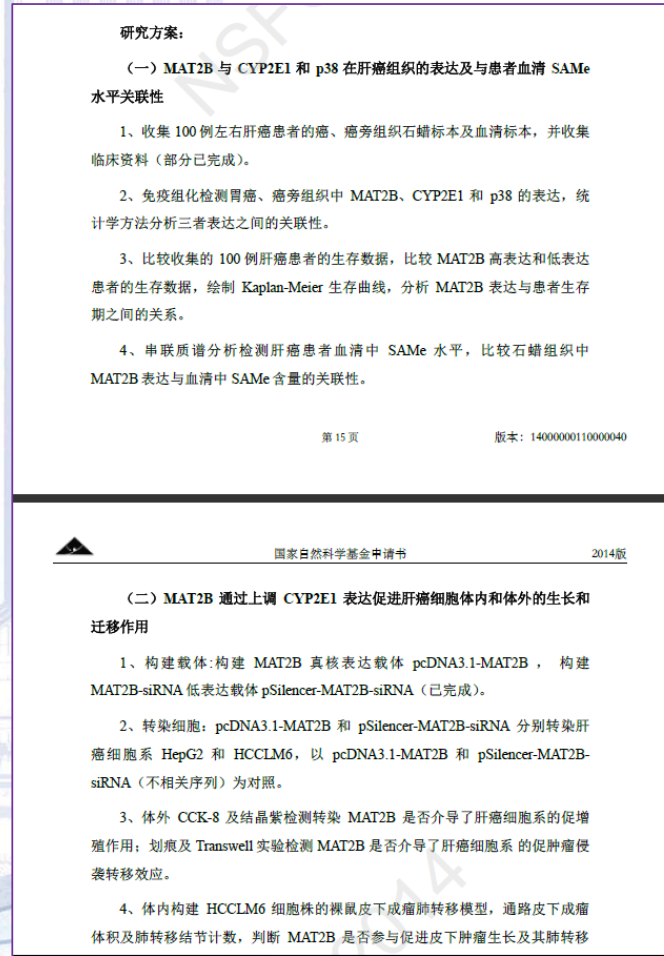 研究方案：
（一）MAT2B 与 CYP2E1 和 p38 在肝癌组织的表达及与患者血清 SAMe
水平关联性
1、收集 100 例左右肝癌患者的癌、癌旁组织石蜡标本及血清标本，并收集
临床资料（部分已完成）。
2、免疫组化检测胃癌、癌旁组织中 MAT2B、CYP2E1 和 p38 的表达，统
计学方法分析三者表达之间的关联性。
3、比较收集的 100 例肝癌患者的生存数据，比较 MAT2B 高表达和低表达
患者的生存数据，绘制 Kaplan-Meier 生存曲线，分析 MAT2B 表达与患者生存
期之间的关系。
4、串联质谱分析检测肝癌患者血清中 SAMe 水平，比较石蜡组织中
MAT2B 表达与血清中 SAMe 含量的关联性。
第 15 页 版本：14000000110000040
国家自然科学基金申请书 2014版
（二）MAT2B 通过上调 CYP2E1 表达促进肝癌细胞体内和体外的生长和
迁移作用
1、构建载体:构建 MAT2B 真核表达载体 pcDNA3.1-MAT2B ， 构建
MAT2B-siRNA 低表达载体 pSilencer-MAT2B-siRNA（已完成）。
2、转染细胞：pcDNA3.1-MAT2B 和 pSilencer-MAT2B-siRNA 分别转染肝
癌细胞系 HepG2 和 HCCLM6，以 pcDNA3.1-MAT2B 和 pSilencer-MAT2B-
siRNA（不相关序列）为对照。
3、体外 CCK-8 及结晶紫检测转染 MAT2B 是否介导了肝癌细胞系的促增
殖作用；划痕及 Transwell 实验检测 MAT2B 是否介导了肝癌细胞系 的促肿瘤侵
袭转移效应。
4、体内构建 HCCLM6 细胞株的裸鼠皮下成瘤肺转移模型，通路皮下成瘤
体积及肺转移结节计数，判断 MAT2B 是否参与促进皮下肿瘤生长及其肺转移